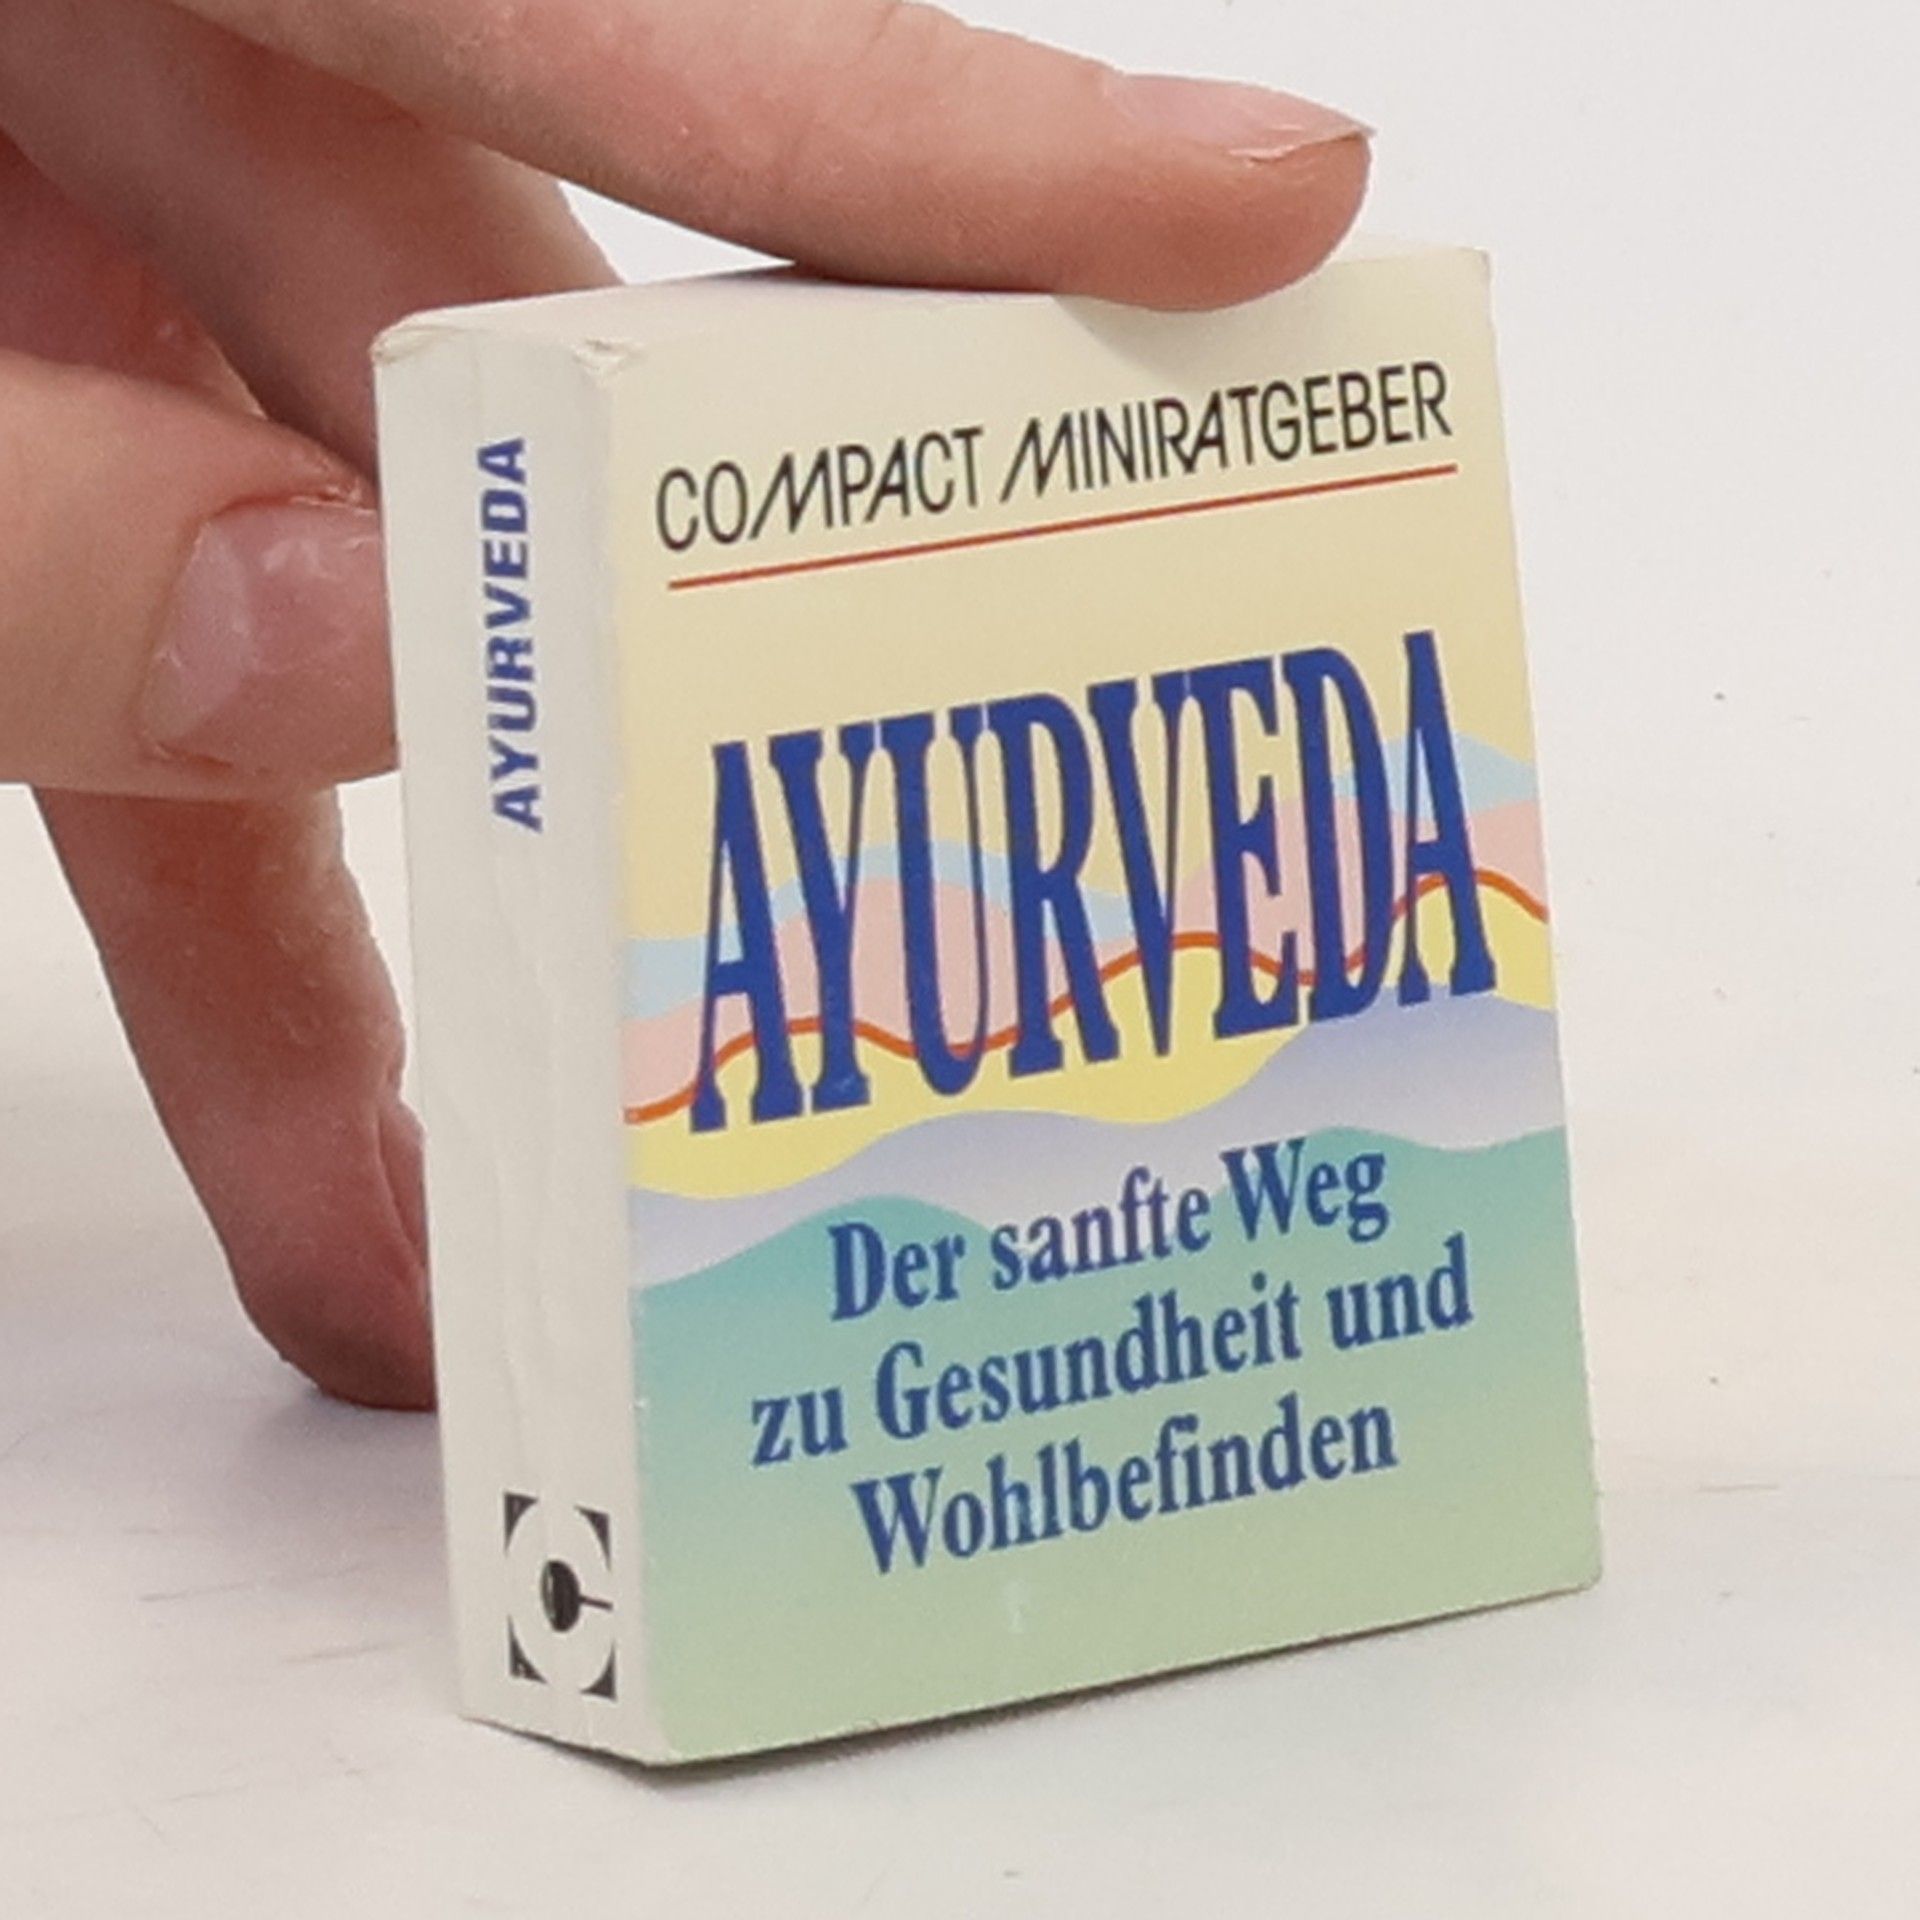 AYURVEDA
COMPACT MINIRATGEBER
AYURVEDA
Der sanfte Weg
zu Gesundheit und
Wohlbefinden